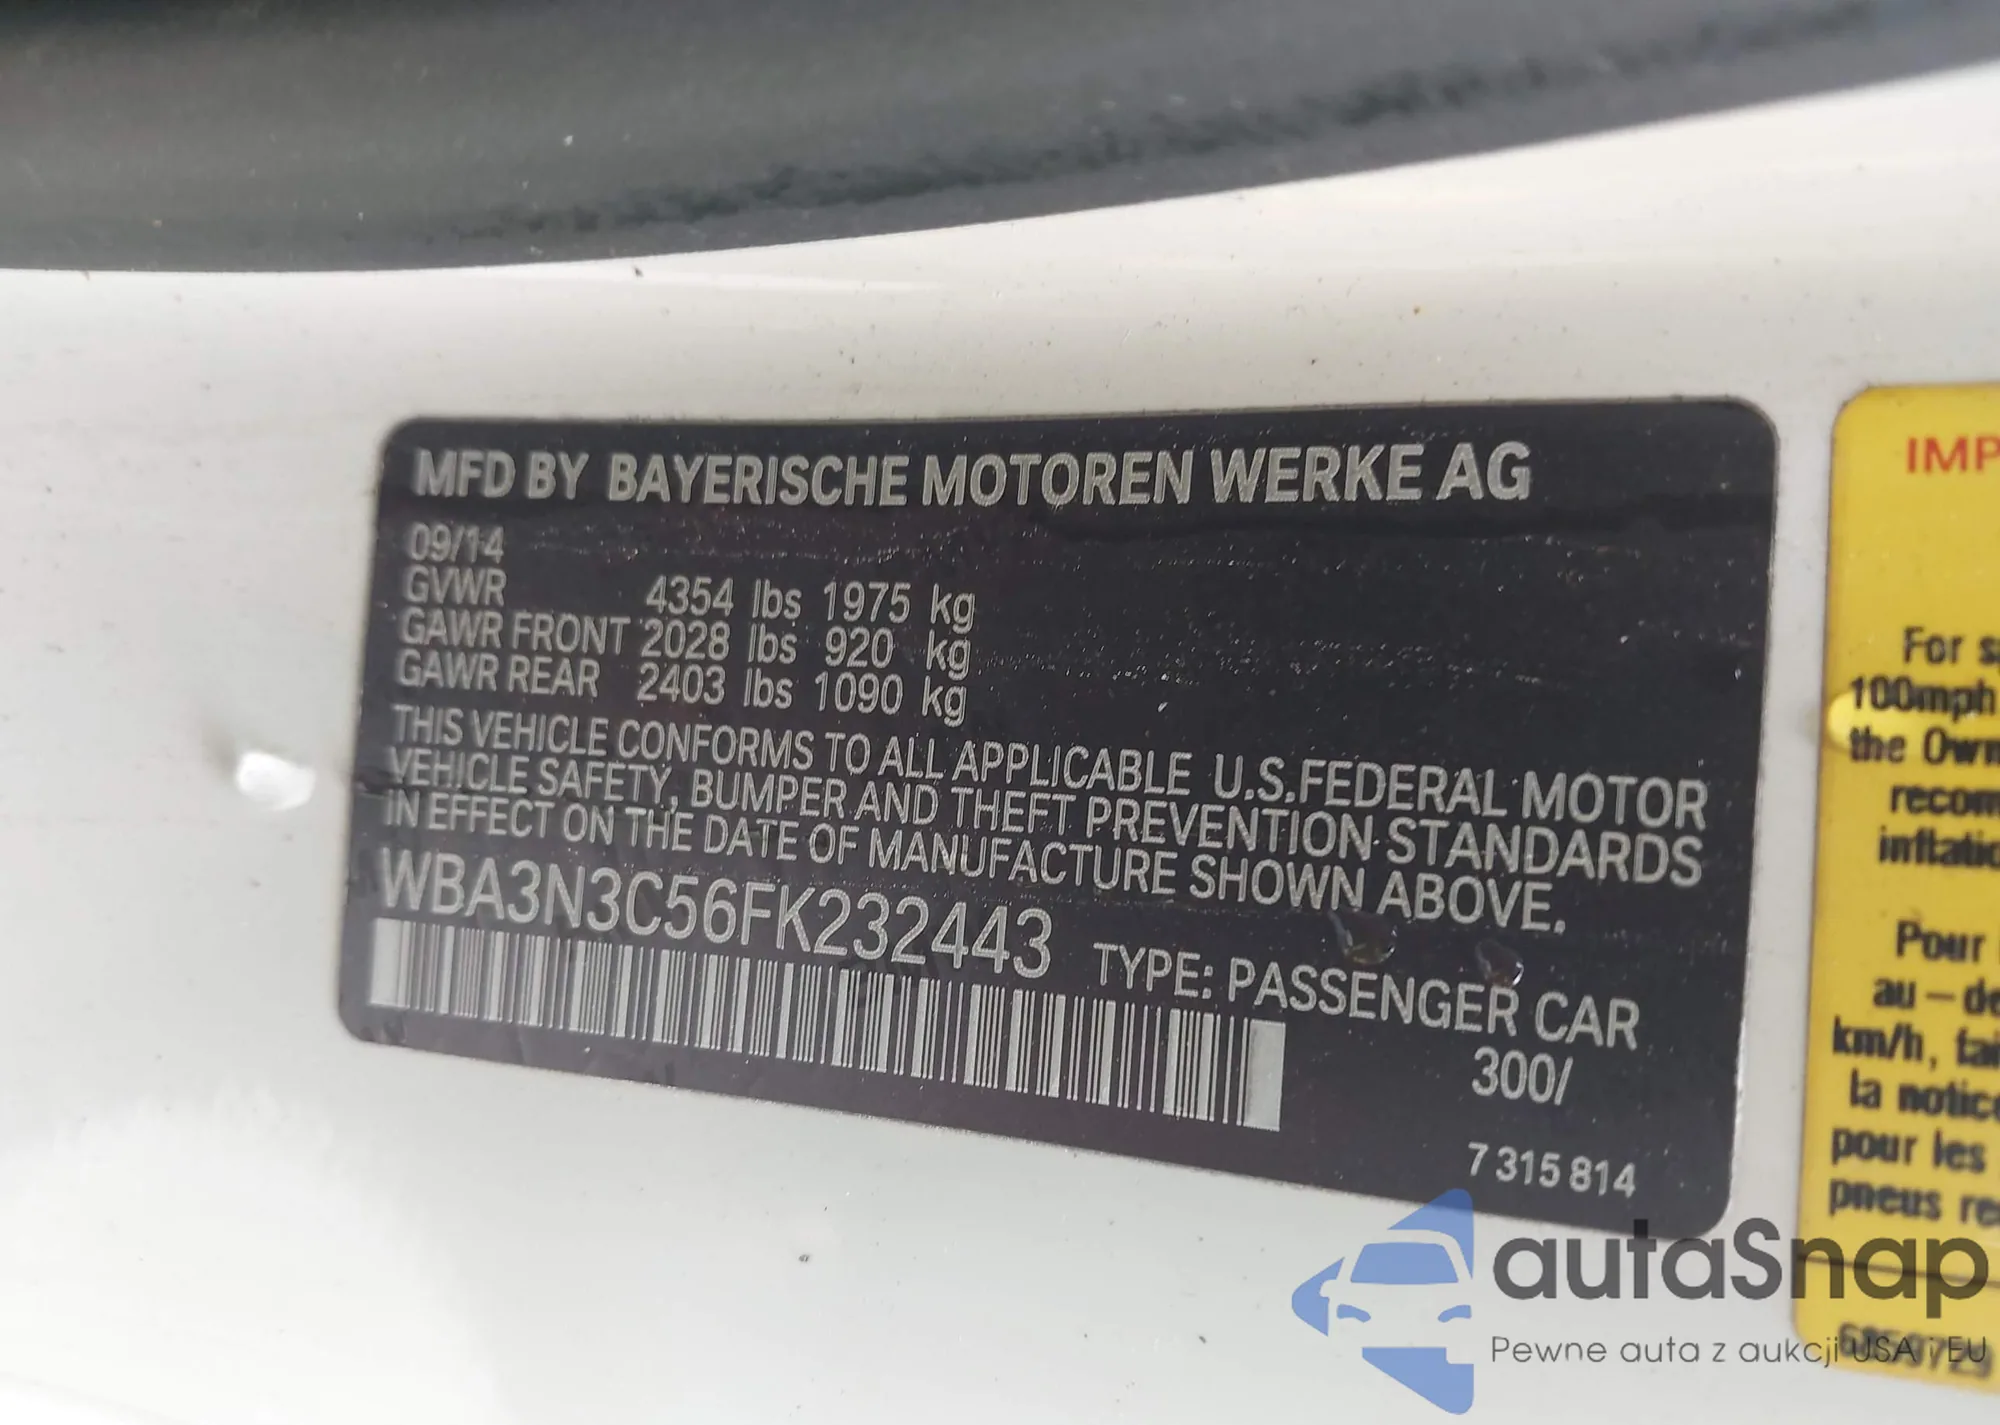 MFD BY BAYERISCHE MOTOREN WERKE AG
09/14
GVWR 4354 lbs 1975 kg
GAWR FRONT 2028 lbs 920 kg
GAWR REAR 2403 lbs 1090 kg
THIS VEHICLE CONFORMS TO ALL APPLICABLE U.S.FEDERAL MOTOR
VEHICLE SAFETY, BUMPER AND THEFT PREVENTION STANDARDS
IN EFFECT ON THE DATE OF MANUFACTURE SHOWN ABOVE.
WBA3N3C56FK232443 TYPE: PASSENGER CAR
300/
7 315 814
IMP
For s
100mph
the Own
recom
inflatio
Pour
au – de
km/h, fai
la notice
pour les
pneus re
autaSnap
Pewne auta z aukcji USA i EU